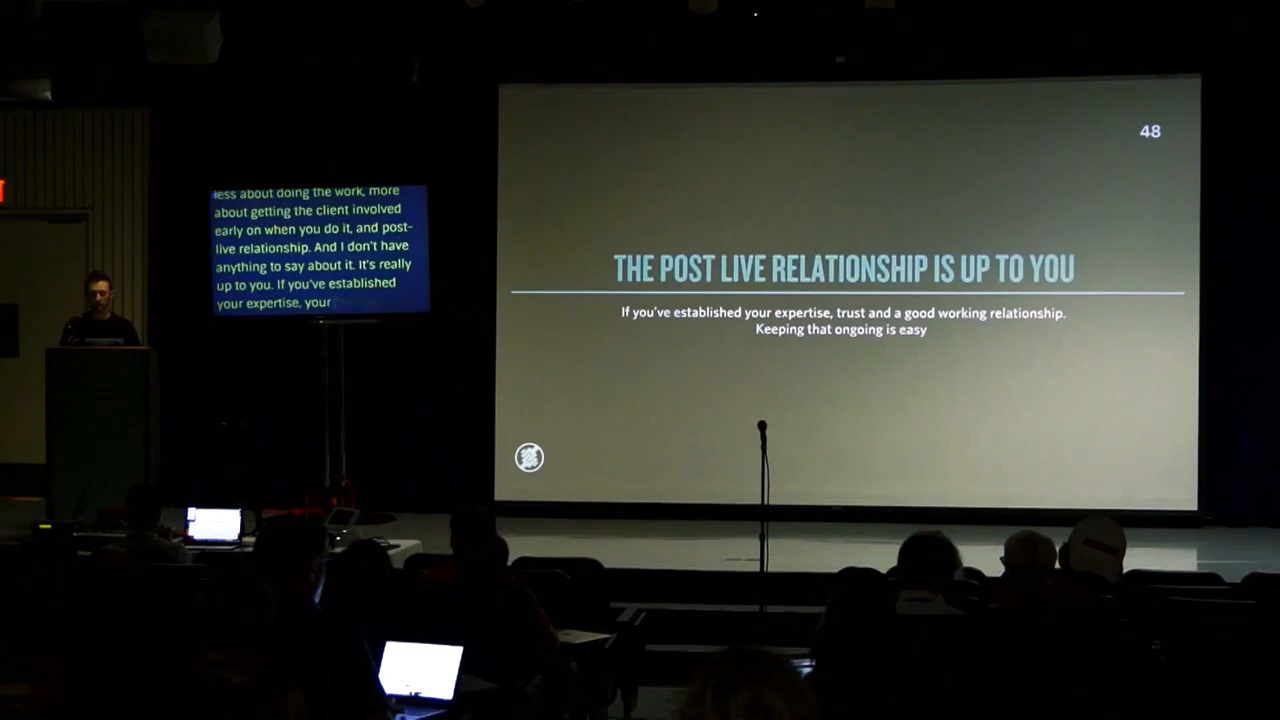 less about doing the work, more
about getting the client involved
early on when you do it, and post-
live relationship. And I don't have
anything to say about it. It's really
up to you. If you've established
your expertise, your
48
THE POST LIVE RELATIONSHIP IS UP TO YOU
If you've established your expertise, trust and a good working relationship.
Keeping that ongoing is easy